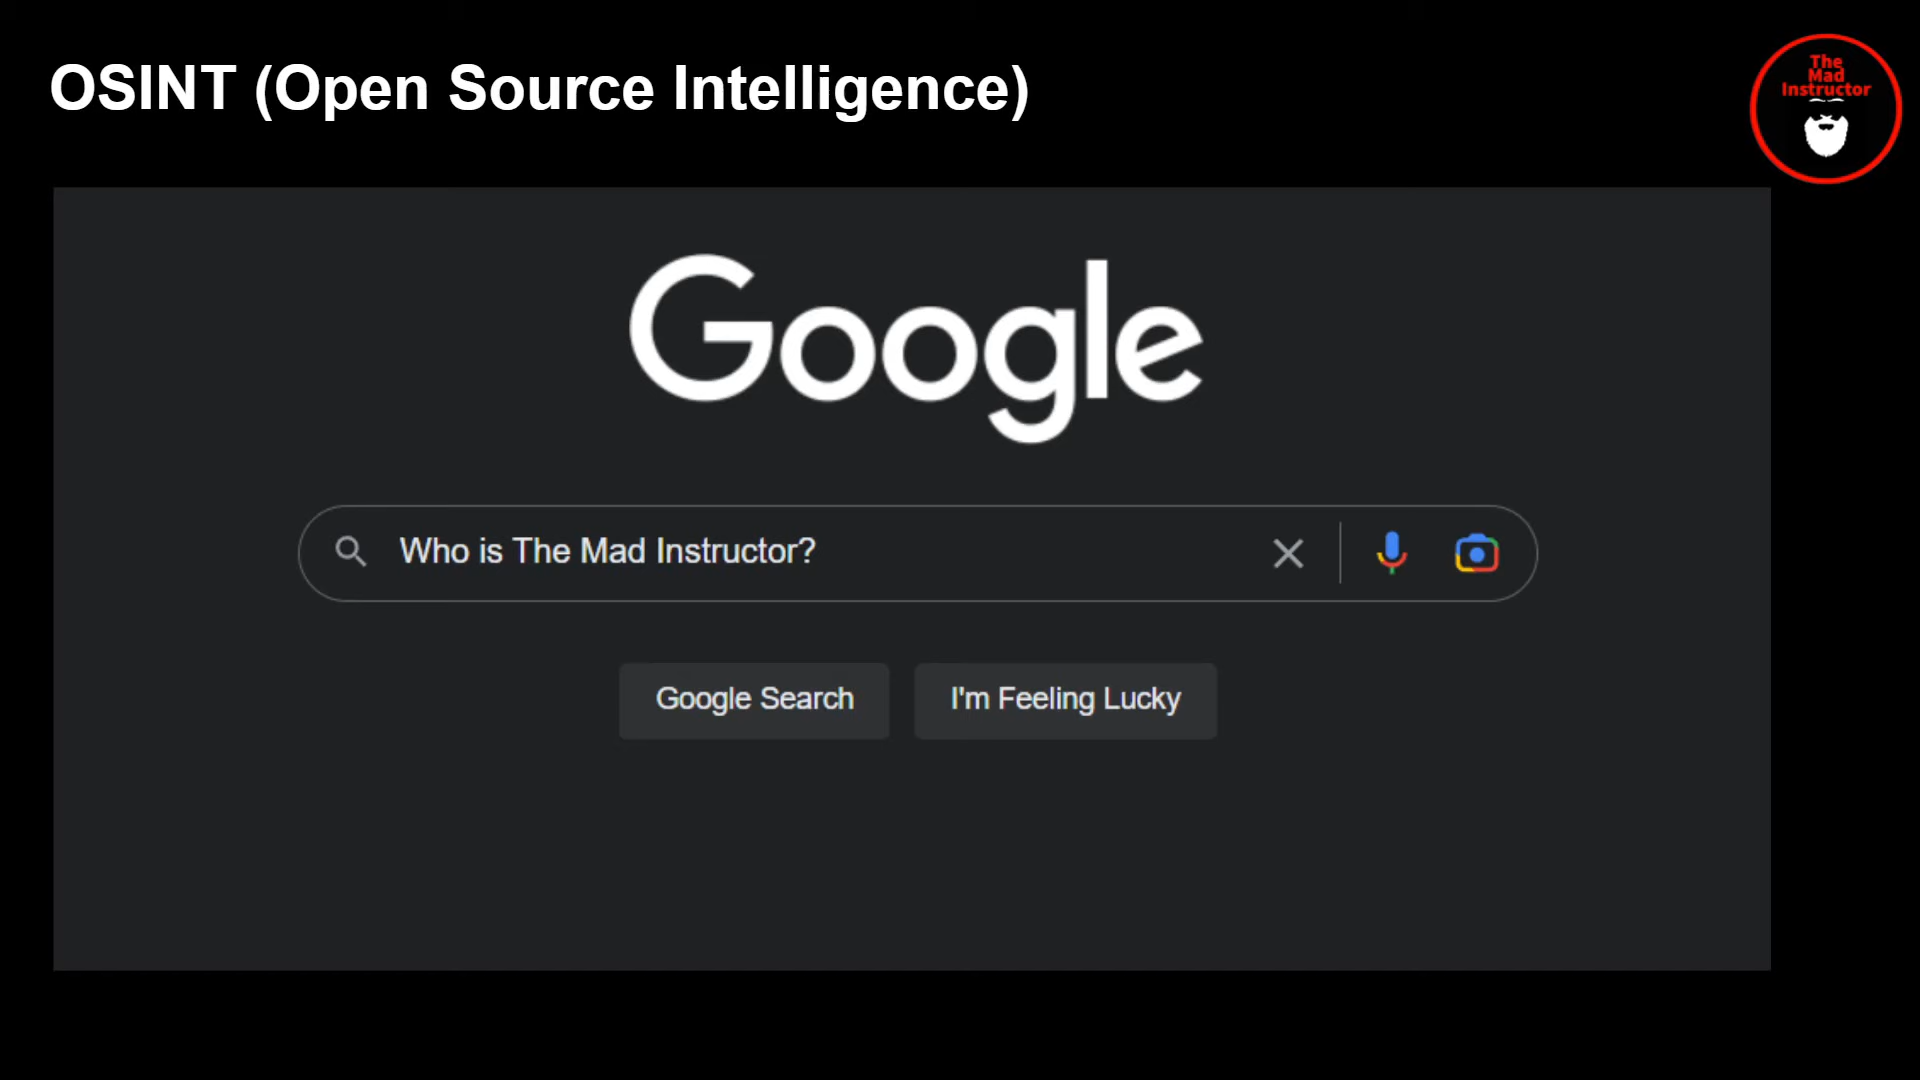 OSINT (Open Source Intelligence)
The
Mad
Instructor
Google
Who is The Mad Instructor?
Google Search
I'm Feeling Lucky